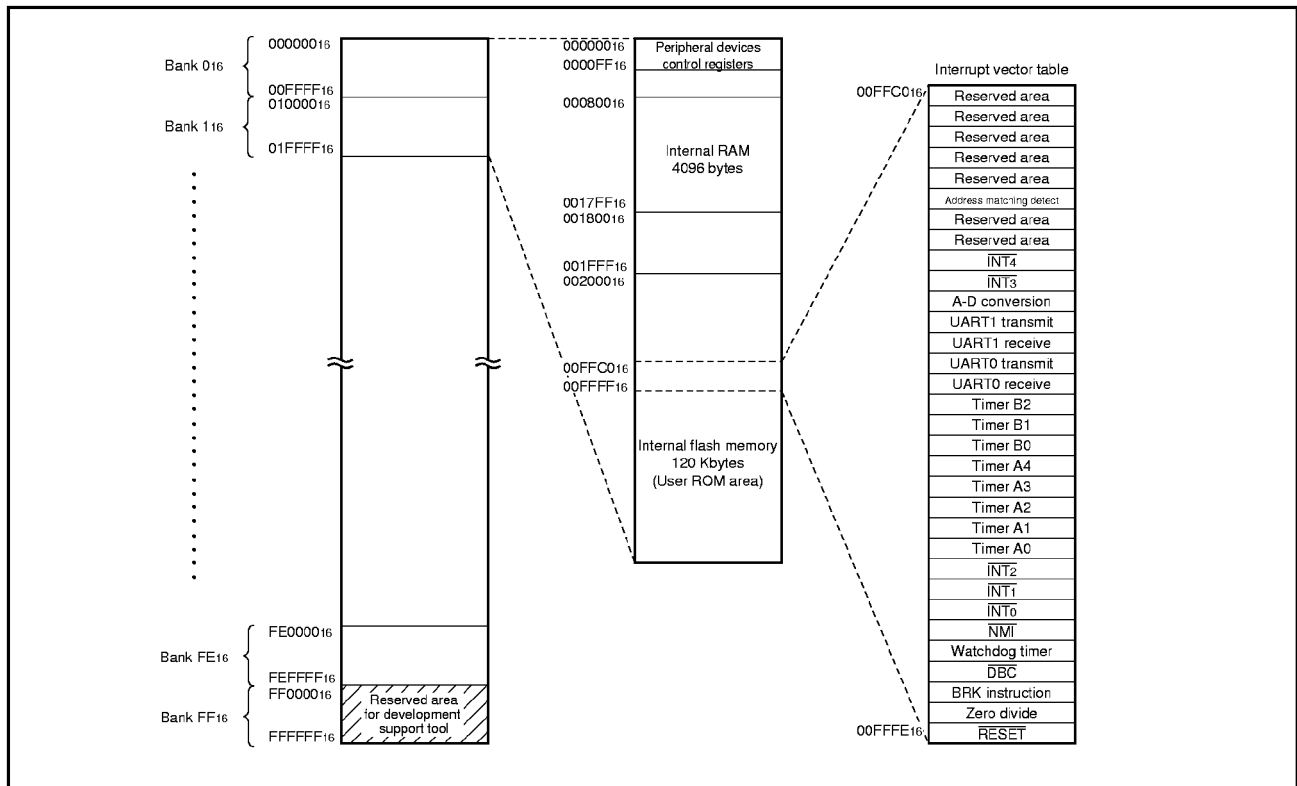 Bank 016
00000016
00FFFF16
Bank 116
01000016
01FFFF16
Bank FE16
FE000016
FEFFFF16
Bank FF16
FF000016
FFFFFF16
Reserved area
for development
support tool
00000016
0000FF16
Peripheral devices
control registers
00080016
Internal RAM
4096 bytes
0017FF16
00180016
001FFF16
00200016
00FFC016
00FFFF16
Internal flash memory
120 Kbytes
(User ROM area)
Interrupt vector table
00FFC016
Reserved area
Reserved area
Reserved area
Reserved area
Reserved area
Address matching detect
Reserved area
Reserved area
INT4
INT3
A-D conversion
UART1 transmit
UART1 receive
UART0 transmit
UART0 receive
Timer B2
Timer B1
Timer B0
Timer A4
Timer A3
Timer A2
Timer A1
Timer A0
INT2
INT1
INT0
NMI
Watchdog timer
DBC
BRK instruction
Zero divide
00FFFE16
RESET